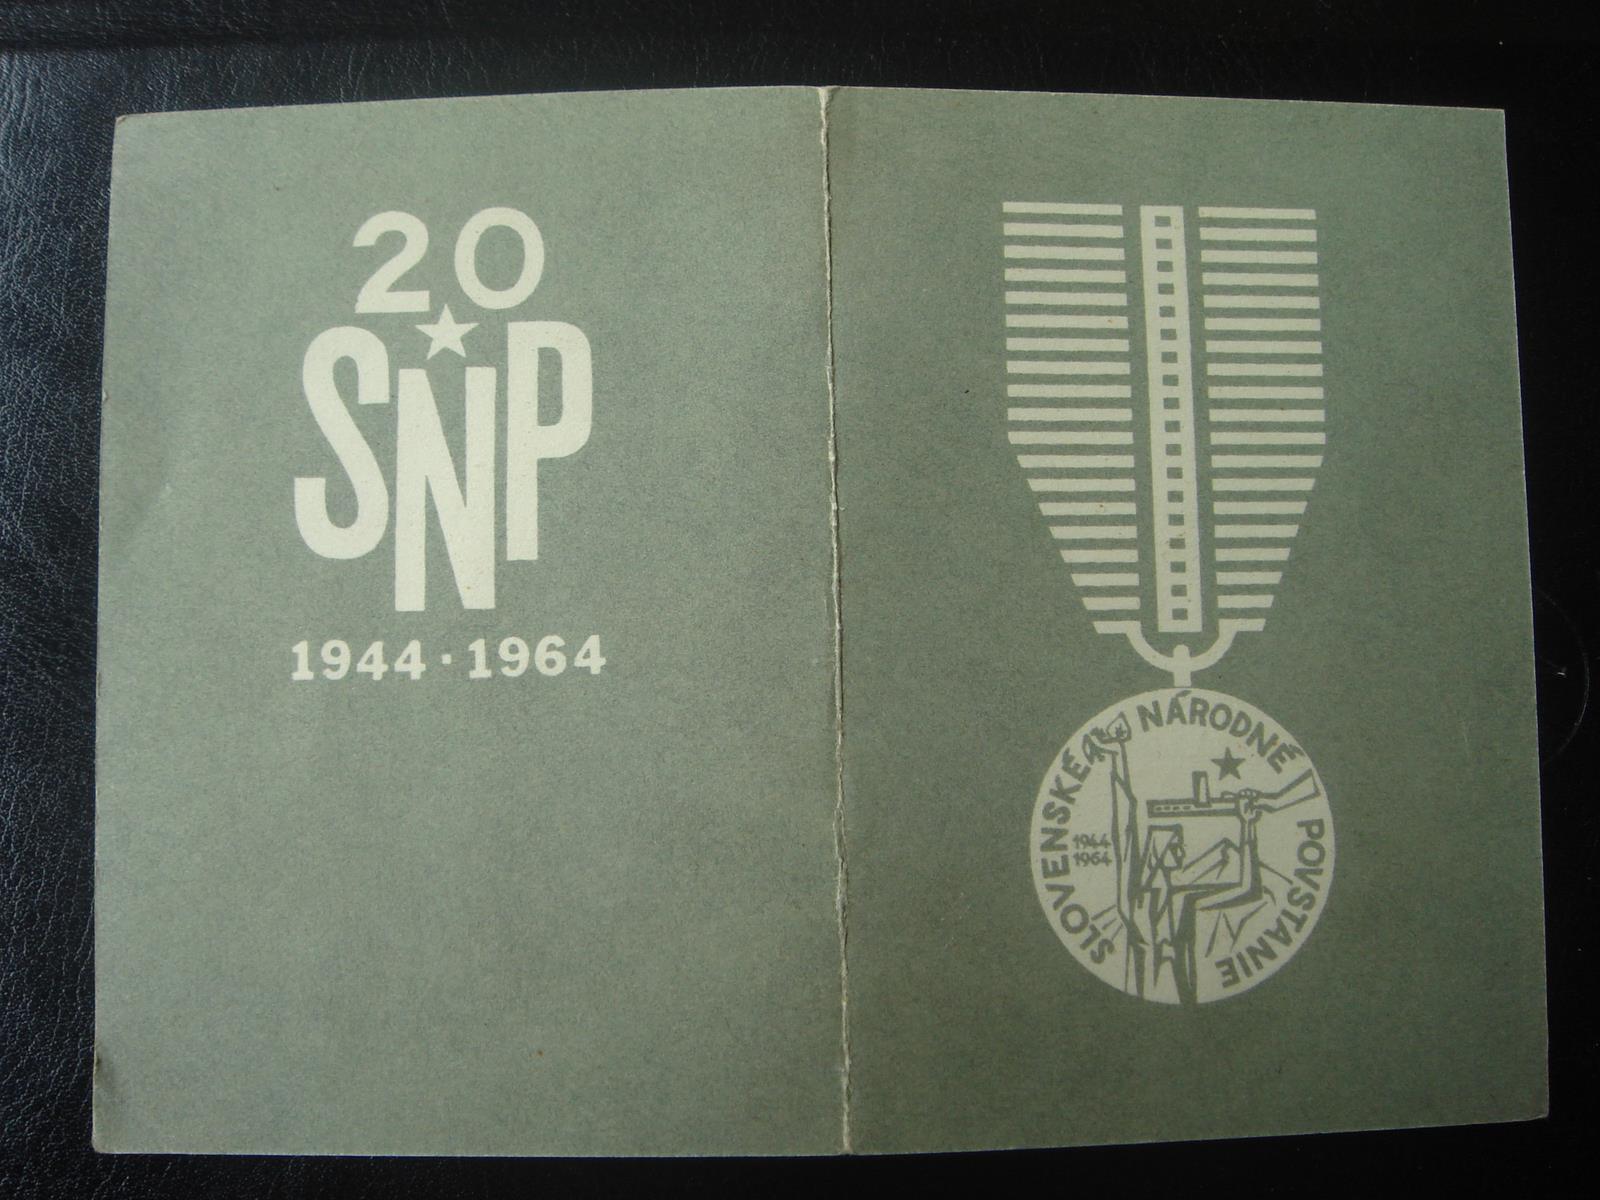 20
SNP
1944 · 1964
SLOVENSKÉ NÁRODNÉ POVSTANIE
1944
1964